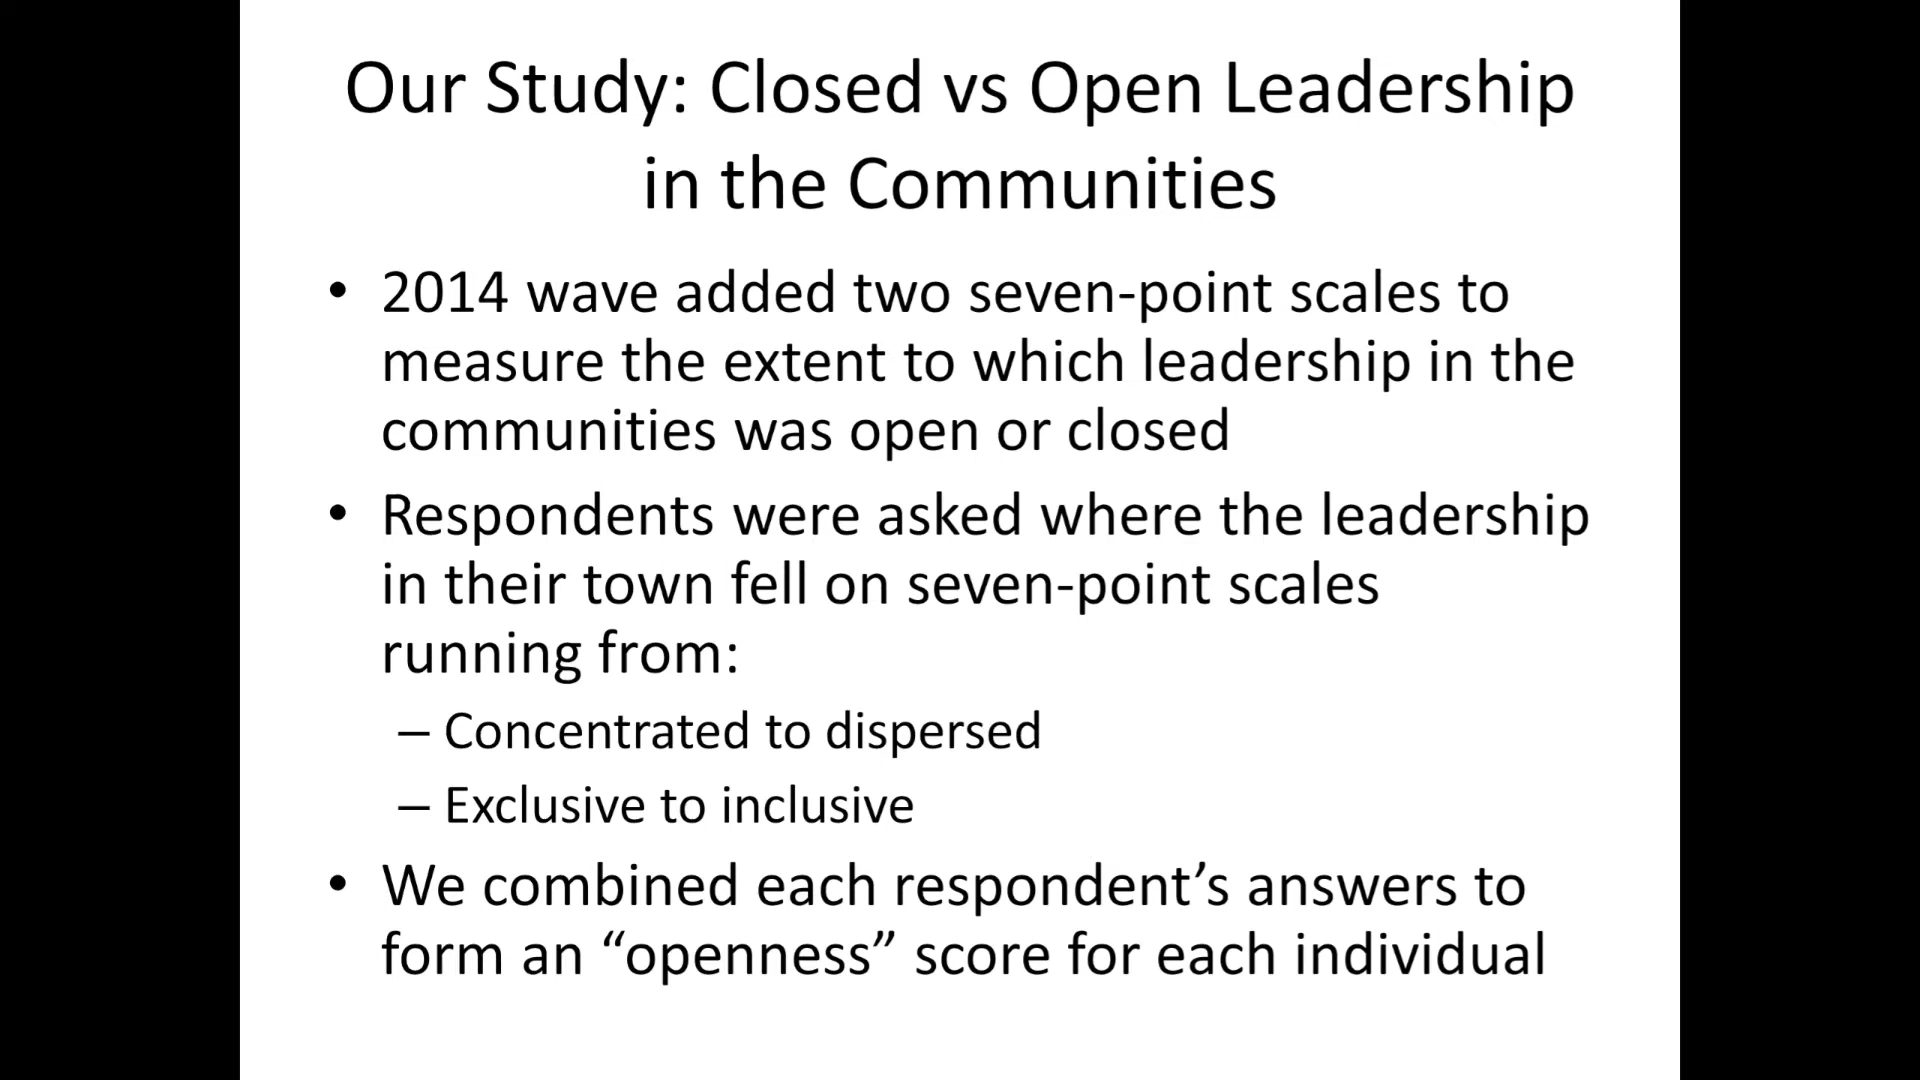 Our Study: Closed vs Open Leadership
in the Communities
• 2014 wave added two seven-point scales to
measure the extent to which leadership in the
communities was open or closed
• Respondents were asked where the leadership
in their town fell on seven-point scales
running from:
– Concentrated to dispersed
– Exclusive to inclusive
• We combined each respondent’s answers to
form an “openness” score for each individual